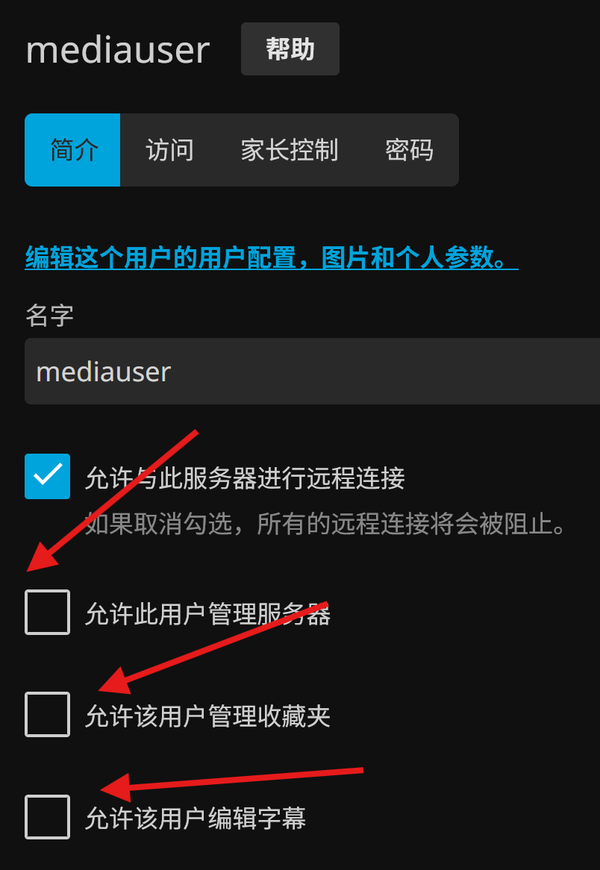 mediauser
帮助
简介
访问
家长控制
密码
编辑这个用户的用户配置，图片和个人参数。
名字
mediauser
允许与此服务器进行远程连接
如果取消勾选，所有的远程连接将会被阻止。
允许此用户管理服务器
允许该用户管理收藏夹
允许该用户编辑字幕